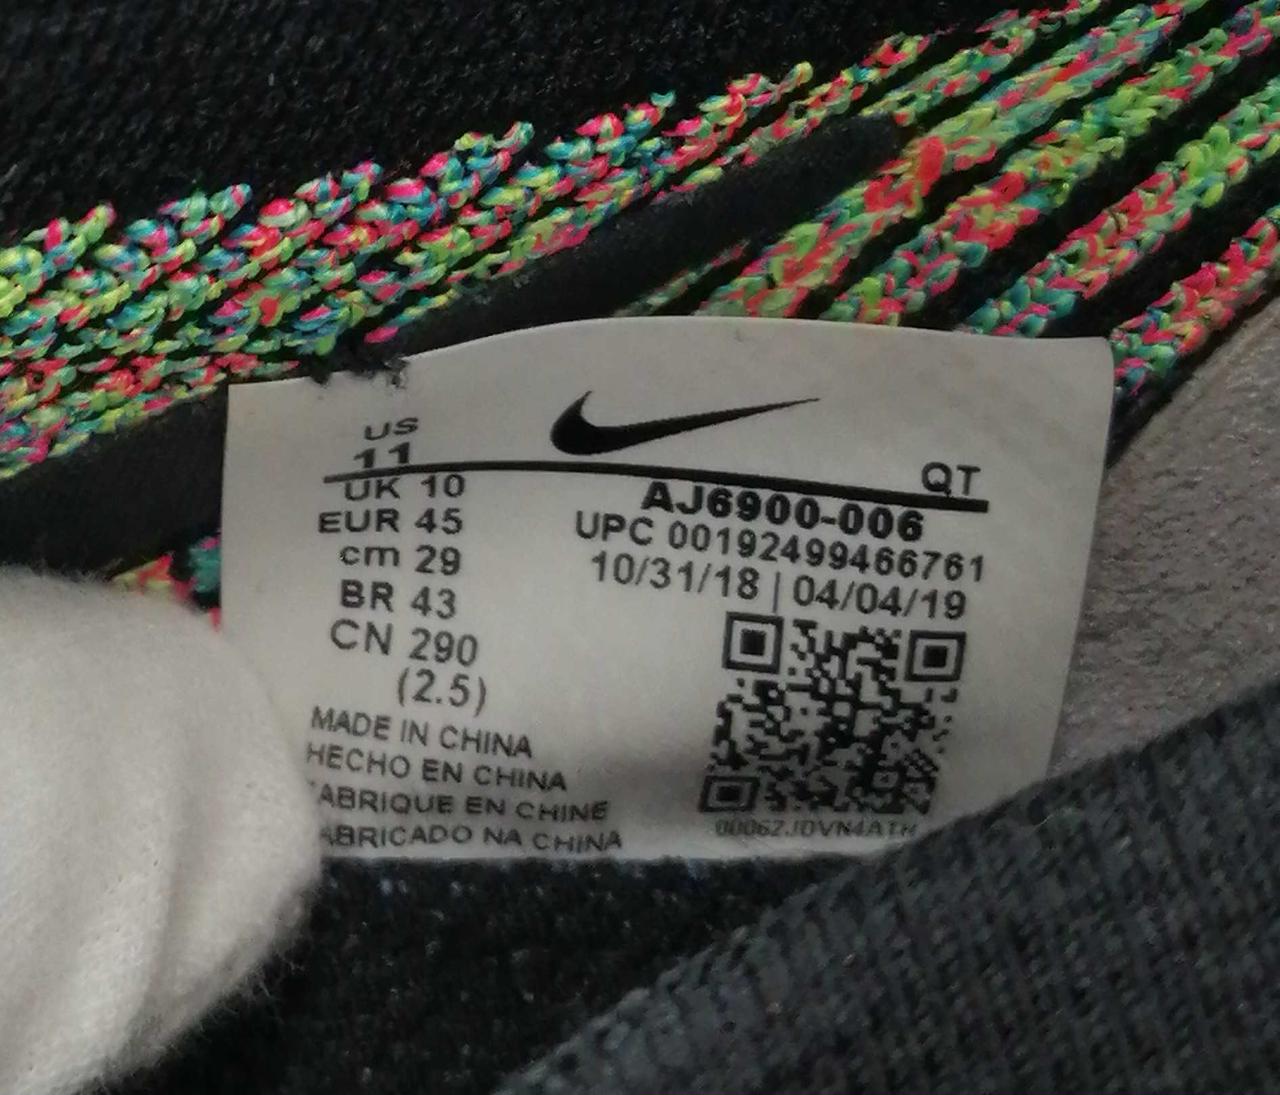 US
11
UK 10
EUR 45
cm 29
BR 43
CN 290
(2.5)
MADE IN CHINA
HECHO EN CHINA
FABRIQUE EN CHINE
FABRICADO NA CHINA
QT
AJ6900-006
UPC 00192499466761
10/31/18 | 04/04/19